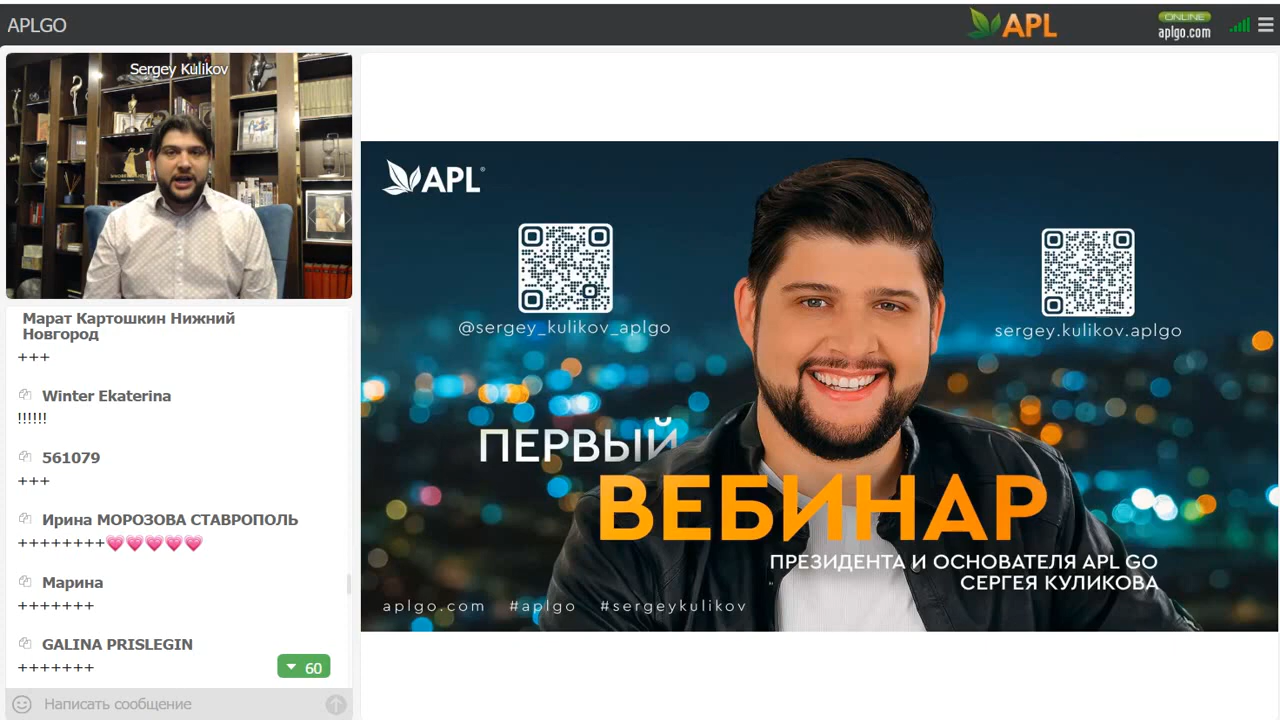 APLGO
APL
ONLINE
aplgo.com
Sergey Kulikov
Марат Картошкин Нижний
Новгород
+++
Winter Ekaterina
!!!!!!
561079
+++
Ирина МОРОЗОВА СТАВРОПОЛЬ
++++++++💗💗💗💗💗
Марина
+++++++
GALINA PRISLEGIN
+++++++
60
Написать сообщение
APL®
@sergey_kulikov_aplgo
sergey.kulikov.aplgo
ПЕРВЫЙ
ВЕБИНАР
ПРЕЗИДЕНТА И ОСНОВАТЕЛЯ APL GO
СЕРГЕЯ КУЛИКОВА
aplgo.com #aplgo #sergeykulikov